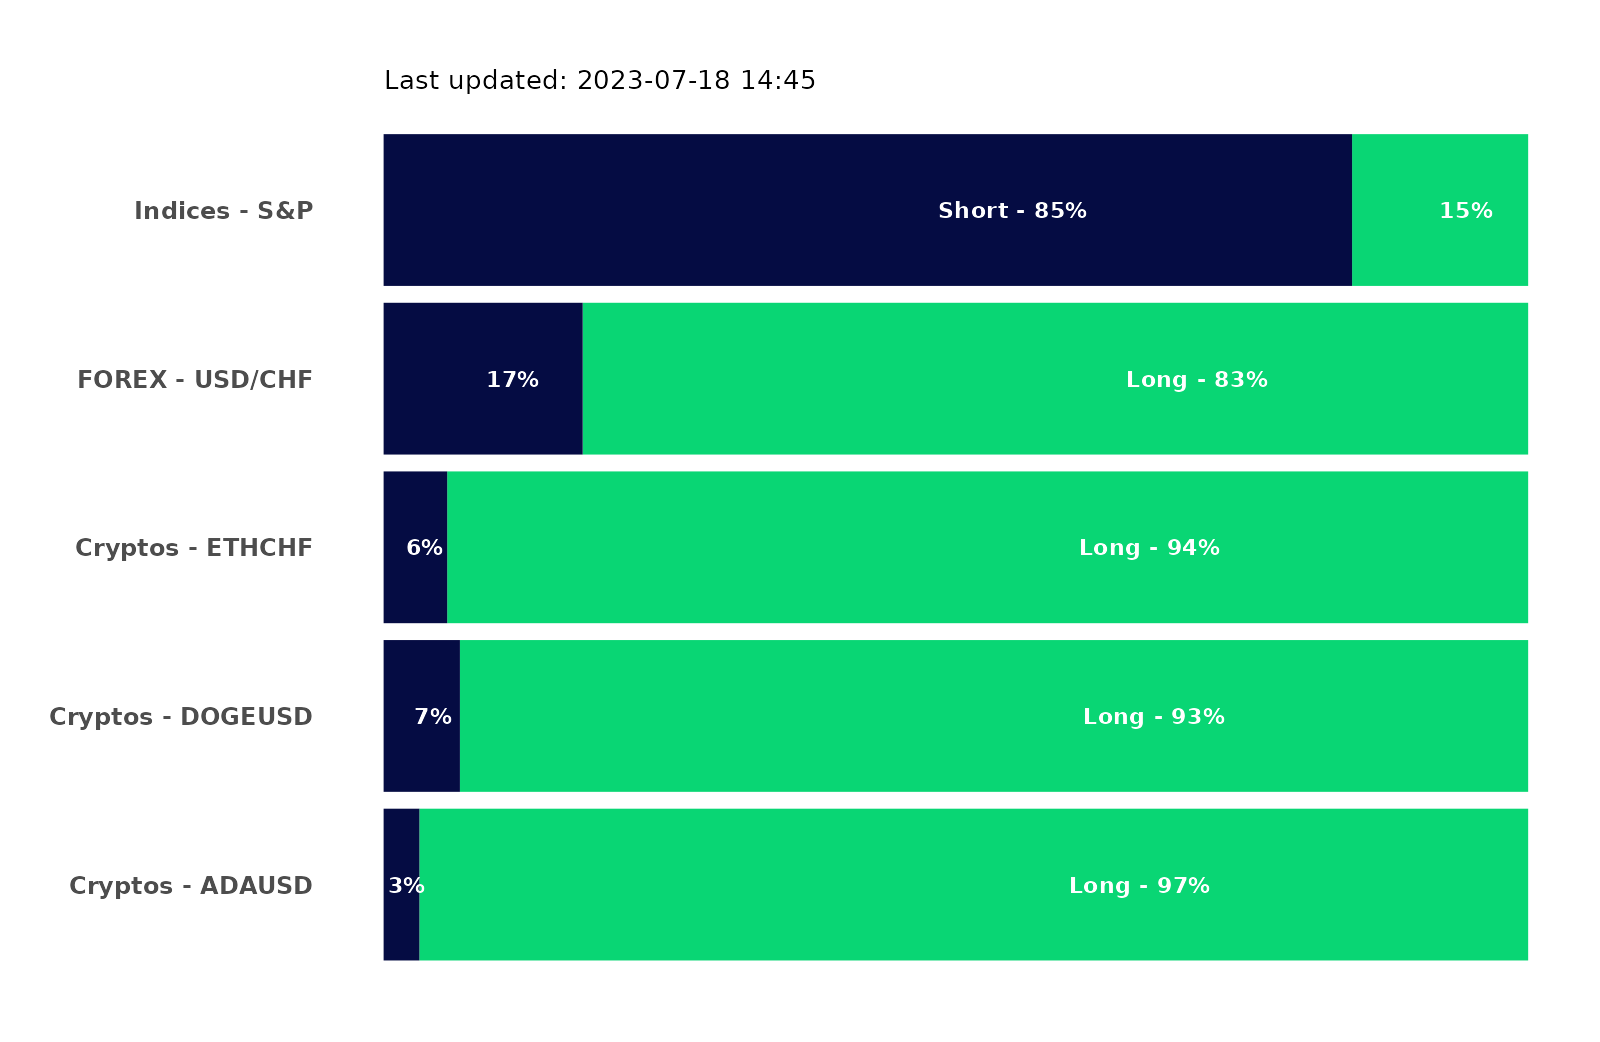 Last updated: 2023-07-18 14:45
Indices - S&P
Short - 85%
15%
FOREX - USD/CHF
17%
Long - 83%
Cryptos - ETHCHF
6%
Long - 94%
Cryptos - DOGEUSD
7%
Long - 93%
Cryptos - ADAUSD
3%
Long - 97%